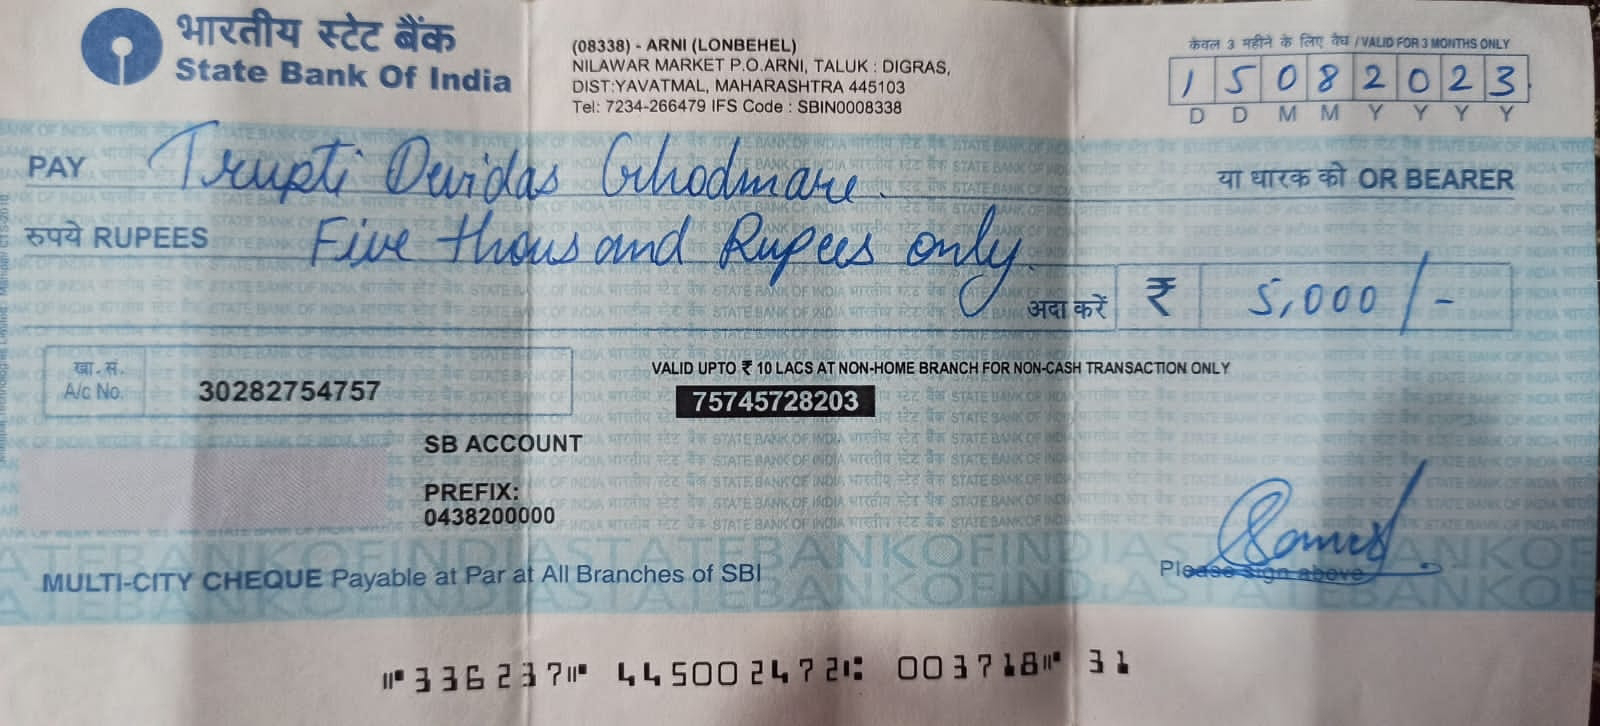 भारतीय स्टेट बैंक
State Bank Of India
(08338) - ARNI (LONBEHEL)
NILAWAR MARKET P.O.ARNI, TALUK : DIGRAS,
DIST:YAVATMAL, MAHARASHTRA 445103
Tel: 7234-266479 IFS Code : SBIN0008338
केवल 3 महीने के लिए वैध / VALID FOR 3 MONTHS ONLY
1 5 0 8 2 0 2 3
D D M M Y Y Y Y
PAY Trupti Devidas Ghodmare. या धारक को OR BEARER
रुपये RUPEES Five thousand Rupees only.
अदा करें ₹ 5,000/-
खा.सं.
A/c No. 30282754757
VALID UPTO ₹ 10 LACS AT NON-HOME BRANCH FOR NON-CASH TRANSACTION ONLY
75745728203
SB ACCOUNT
PREFIX:
0438200000
MULTI-CITY CHEQUE Payable at Par at All Branches of SBI
Please sign above
⑈336237⑈ 445002472⑆ 003718⑈ 31